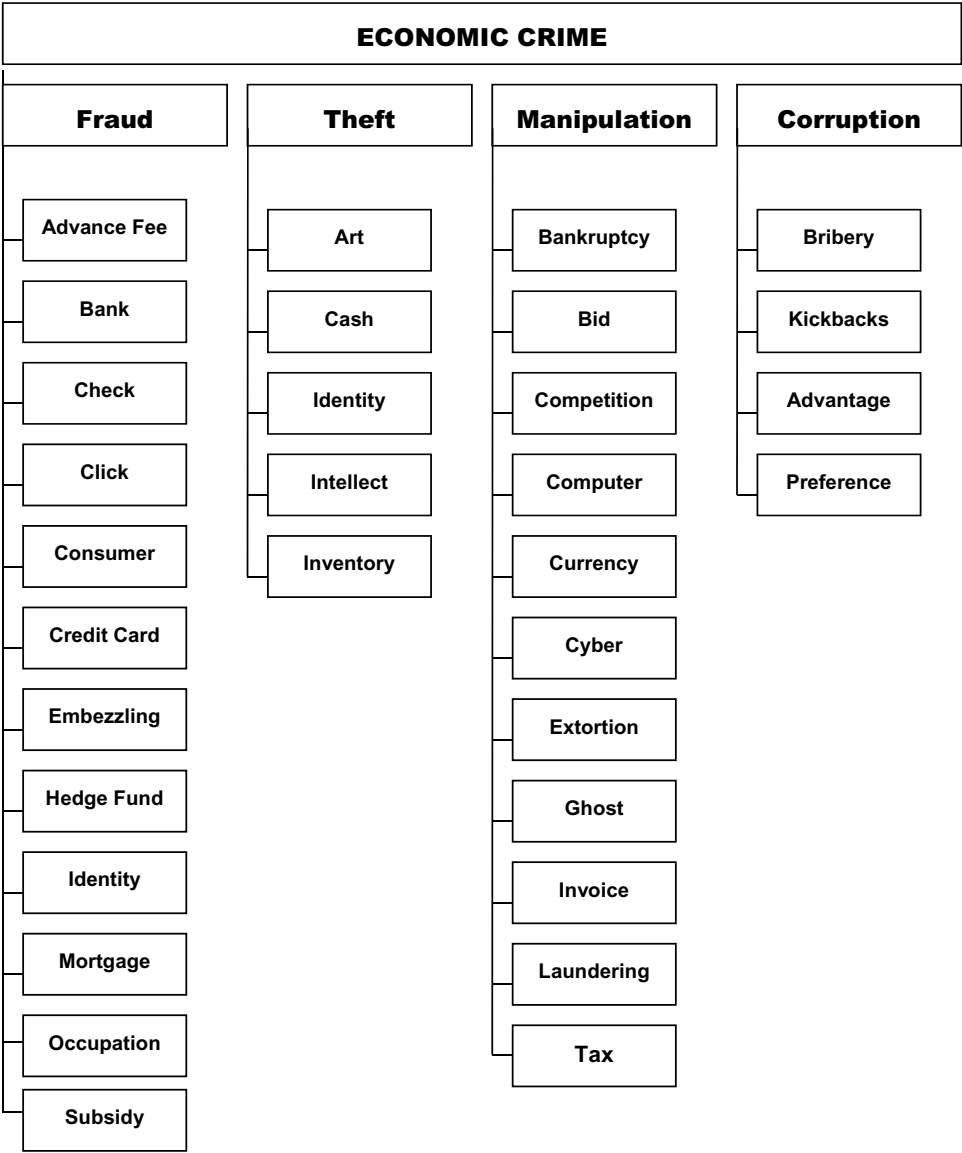 ECONOMIC CRIME
Fraud
Theft
Manipulation
Corruption
Advance Fee
Bank
Check
Click
Consumer
Credit Card
Embezzling
Hedge Fund
Identity
Mortgage
Occupation
Subsidy
Art
Cash
Identity
Intellect
Inventory
Bankruptcy
Bid
Competition
Computer
Currency
Cyber
Extortion
Ghost
Invoice
Laundering
Tax
Bribery
Kickbacks
Advantage
Preference